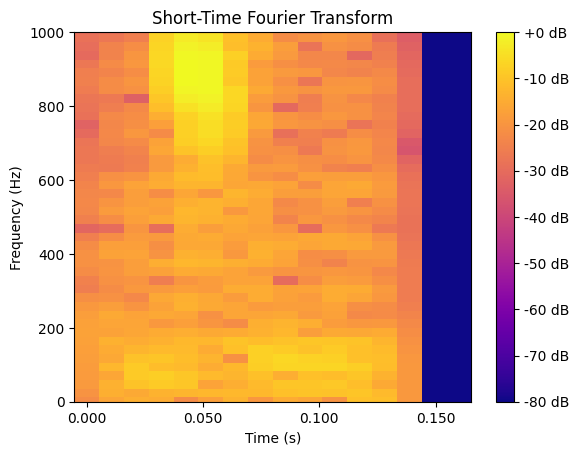 Short-Time Fourier Transform
1000
800
600
400
200
0
Frequency (Hz)
0.000
0.050
0.100
0.150
Time (s)
+0 dB
-10 dB
-20 dB
-30 dB
-40 dB
-50 dB
-60 dB
-70 dB
-80 dB